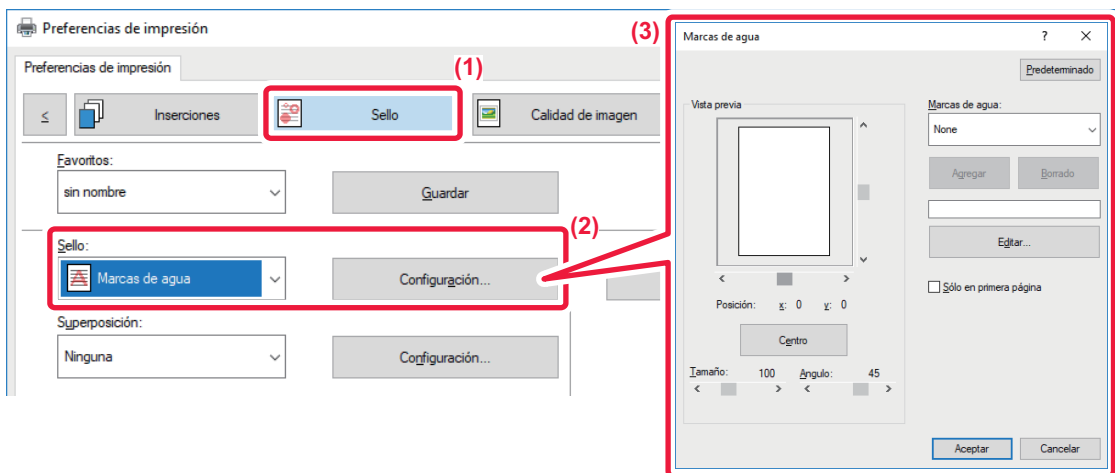 Preferencias de impresión
Preferencias de impresión
(1)
<
Inserciones
Sello
Calidad de imagen
Favoritos:
sin nombre
Guardar
(2)
Sello:
Marcas de agua
Configuración...
Superposición:
Ninguna
Configuración...
(3)
Marcas de agua
?
Predeterminado
Vista previa
Marcas de agua:
None
Agregar
Borrado
Editar...
Sólo en primera página
Posición: x: 0 y: 0
Centro
Tamaño: 100 Angulo: 45
Aceptar
Cancelar